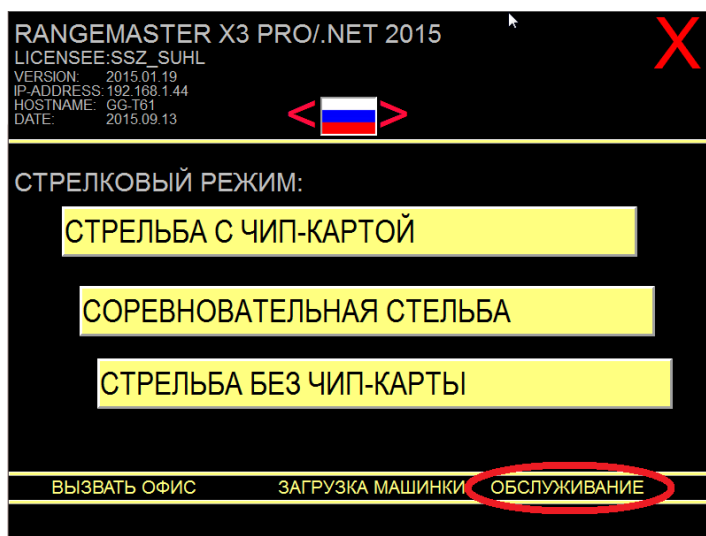 RANGEMASTER X3 PRO/.NET 2015
LICENSEE:SSZ_SUHL
VERSION: 2015.01.19
IP-ADDRESS: 192.168.1.44
HOSTNAME: GG-T61
DATE: 2015.09.13
X
< >
СТРЕЛКОВЫЙ РЕЖИМ:
СТРЕЛЬБА С ЧИП-КАРТОЙ
СОРЕВНОВАТЕЛЬНАЯ СТЕЛЬБА
СТРЕЛЬБА БЕЗ ЧИП-КАРТЫ
ВЫЗВАТЬ ОФИС ЗАГРУЗКА МАШИНКИ ОБСЛУЖИВАНИЕ